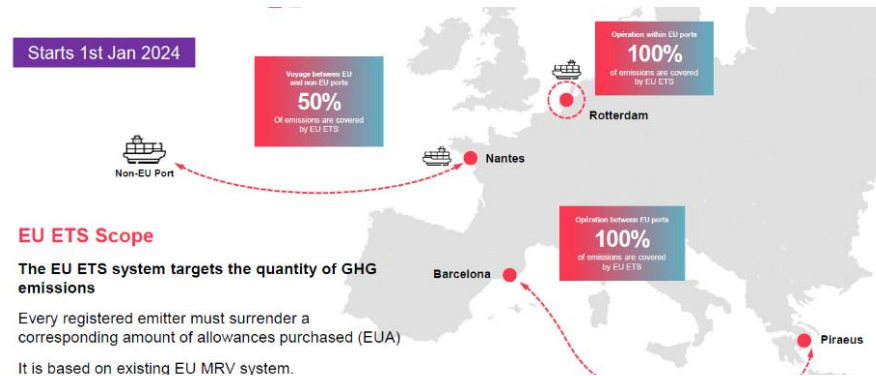 Starts 1st Jan 2024
Voyage between EU
and non EU ports
50%
Of emissions are covered
by EU ETS
Opération within EU ports
100%
of emissions are covered
by EU ETS
Rotterdam
Nantes
Non-EU Port
EU ETS Scope
The EU ETS system targets the quantity of GHG
emissions
Every registered emitter must surrender a
corresponding amount of allowances purchased (EUA)
It is based on existing EU MRV system.
Opération between EU ports
100%
of emissions are covered
by EU ETS
Barcelona
Piraeus